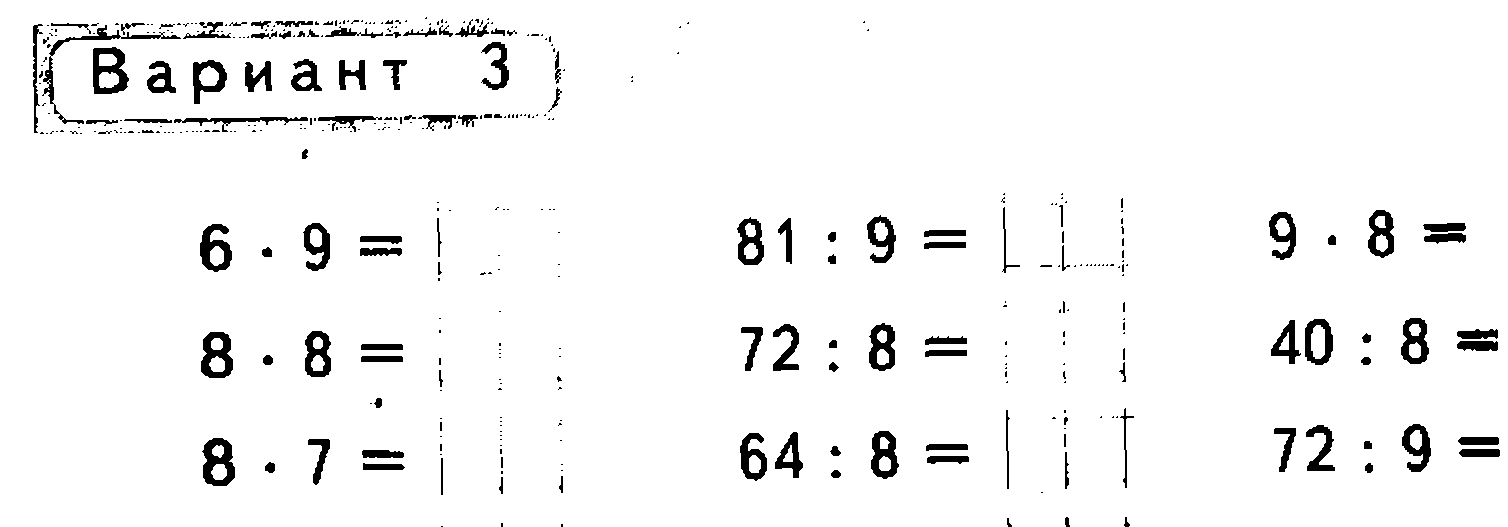 Вариант 3
6 · 9 = 81 : 9 = 9 · 8 =
8 · 8 = 72 : 8 = 40 : 8 =
8 · 7 = 64 : 8 = 72 : 9 =